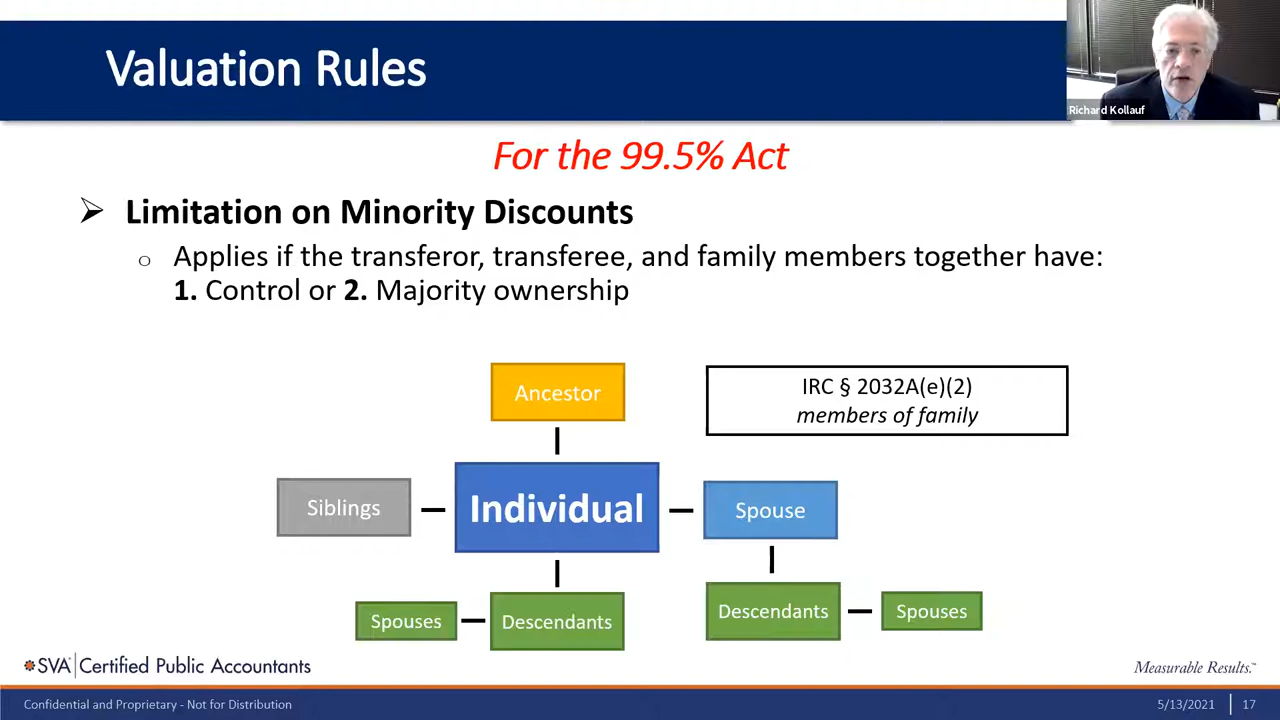 Valuation Rules
Richard Kollauf
For the 99.5% Act
Limitation on Minority Discounts
Applies if the transferor, transferee, and family members together have:
1. Control or 2. Majority ownership
Ancestor
IRC § 2032A(e)(2)
members of family
Siblings
Individual
Spouse
Spouses
Descendants
Descendants
Spouses
SVA Certified Public Accountants
Measurable Results.™
Confidential and Proprietary - Not for Distribution
5/13/2021
17